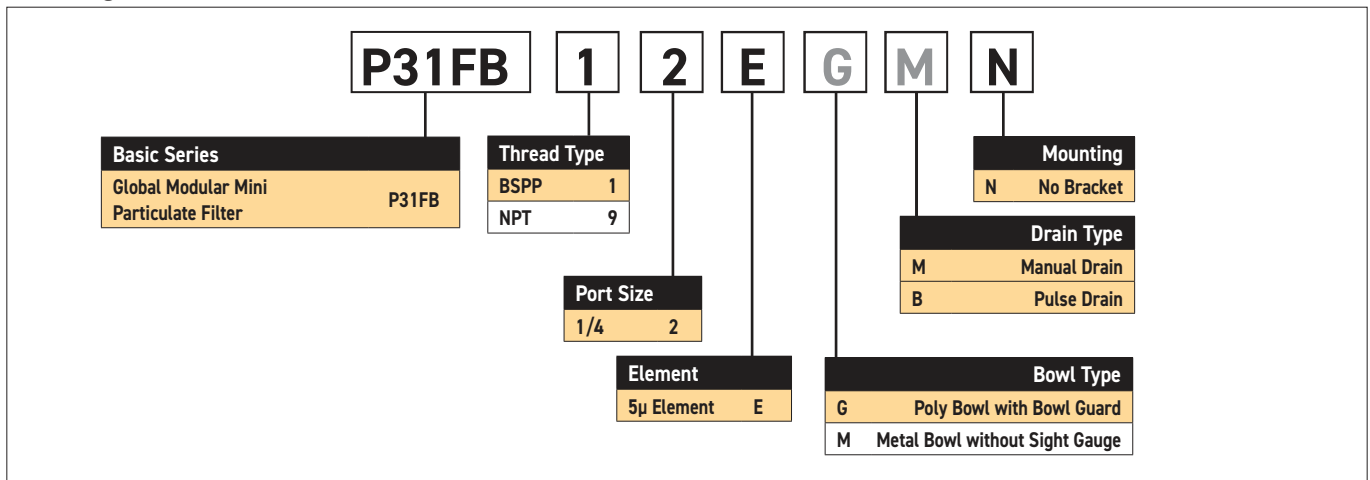 P31FB 1 2 E G M N
Basic Series
Global Modular Mini
Particulate Filter P31FB
Thread Type
BSPP 1
NPT 9
Mounting
N No Bracket
Drain Type
M Manual Drain
B Pulse Drain
Port Size
1/4 2
Element
5μ Element E
Bowl Type
G Poly Bowl with Bowl Guard
M Metal Bowl without Sight Gauge